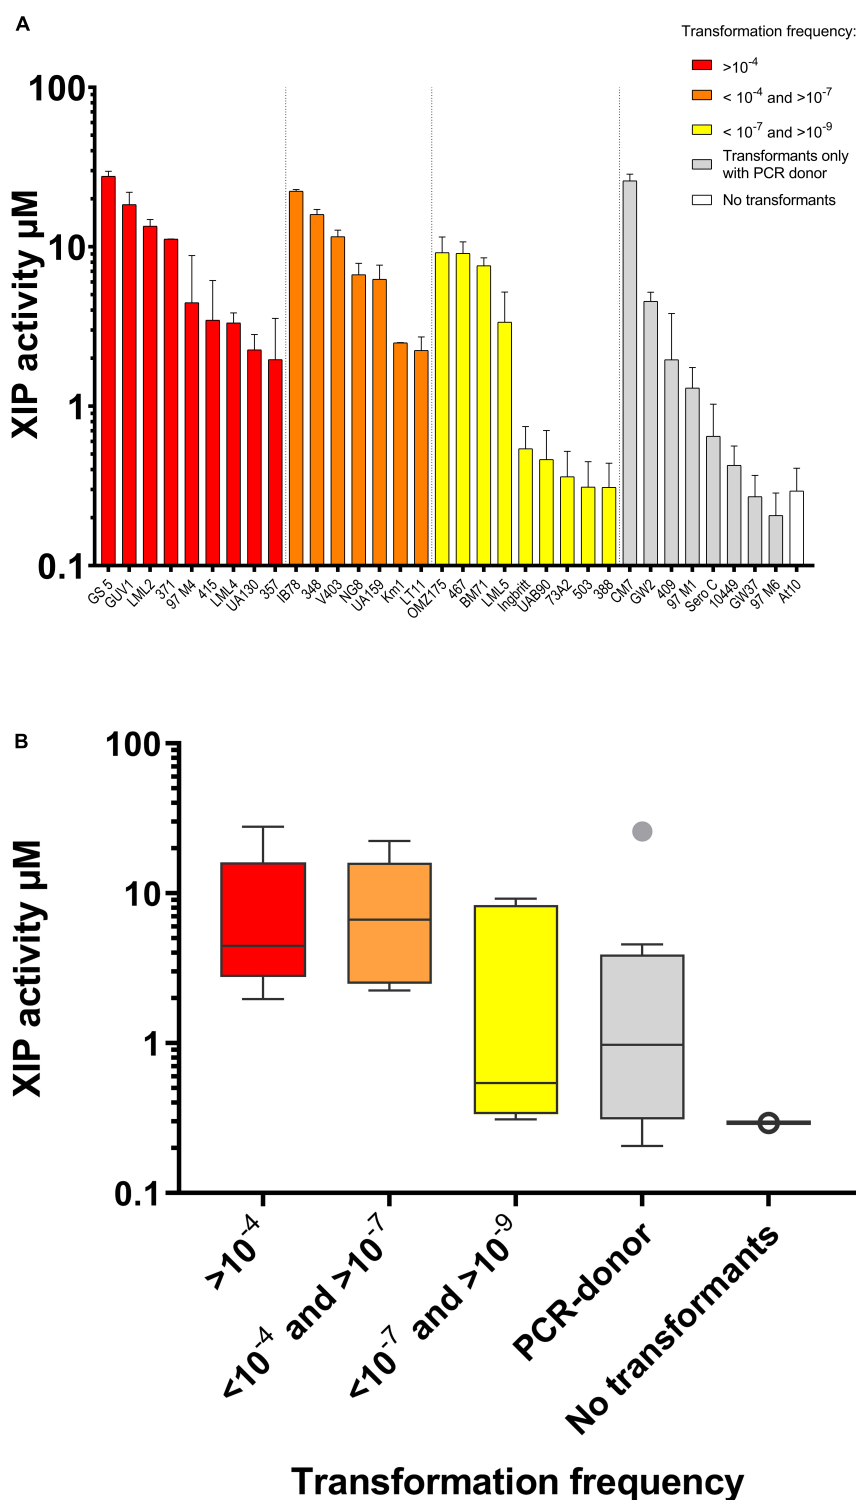 A
Transformation frequency:
>10⁻⁴
< 10⁻⁴ and >10⁻⁷
< 10⁻⁷ and >10⁻⁹
Transformants only
with PCR donor
No transformants
XIP activity µM
100
10
1
0.1
GS 5
GUV1
LML2
371
97 M4
415
LML4
UA130
357
IB78
348
V403
NG8
UA159
Km1
LT11
OMZ175
467
BM71
LML5
Ingbritt
UAB90
73A2
503
388
CM7
GW2
409
97 M1
Sero C
10449
GW37
97 M6
At10
B
XIP activity µM
100
10
1
0.1
>10⁻⁴
<10⁻⁴ and >10⁻⁷
<10⁻⁷ and >10⁻⁹
PCR-donor
No transformants
Transformation frequency